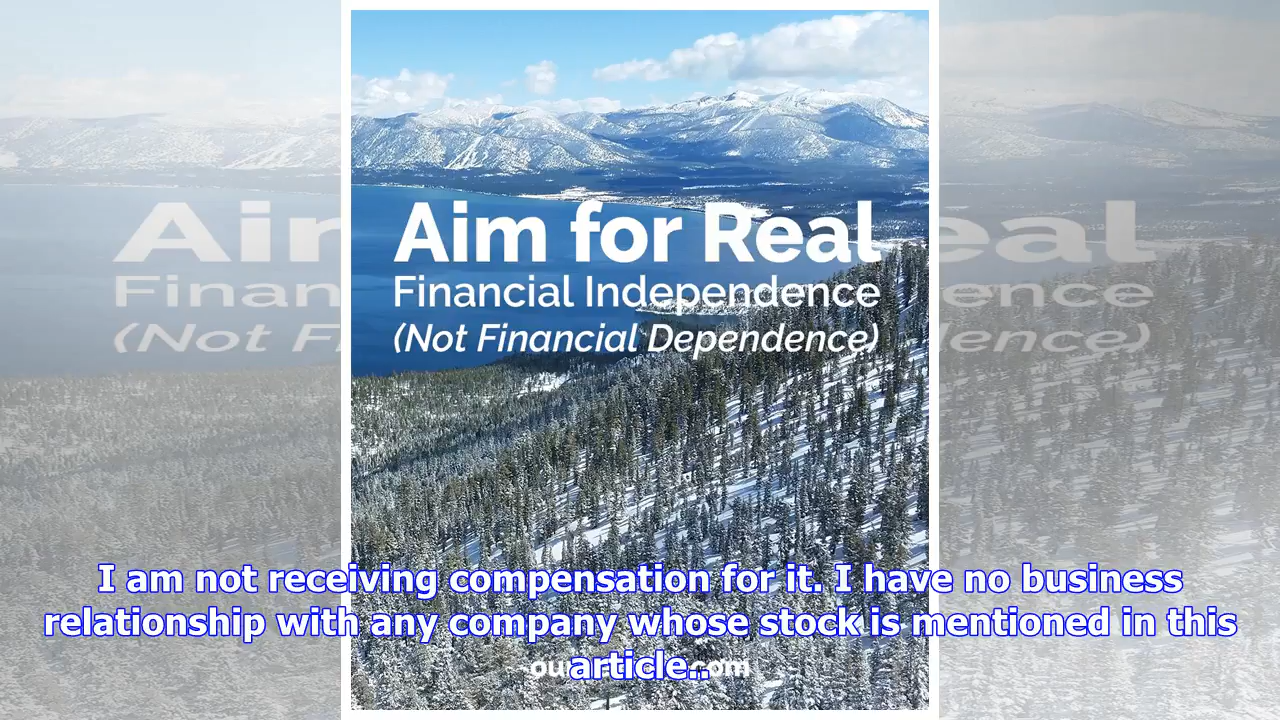 Aim for Real
Financial Independence
(Not Financial Dependence)
I am not receiving compensation for it. I have no business
relationship with any company whose stock is mentioned in this
article..